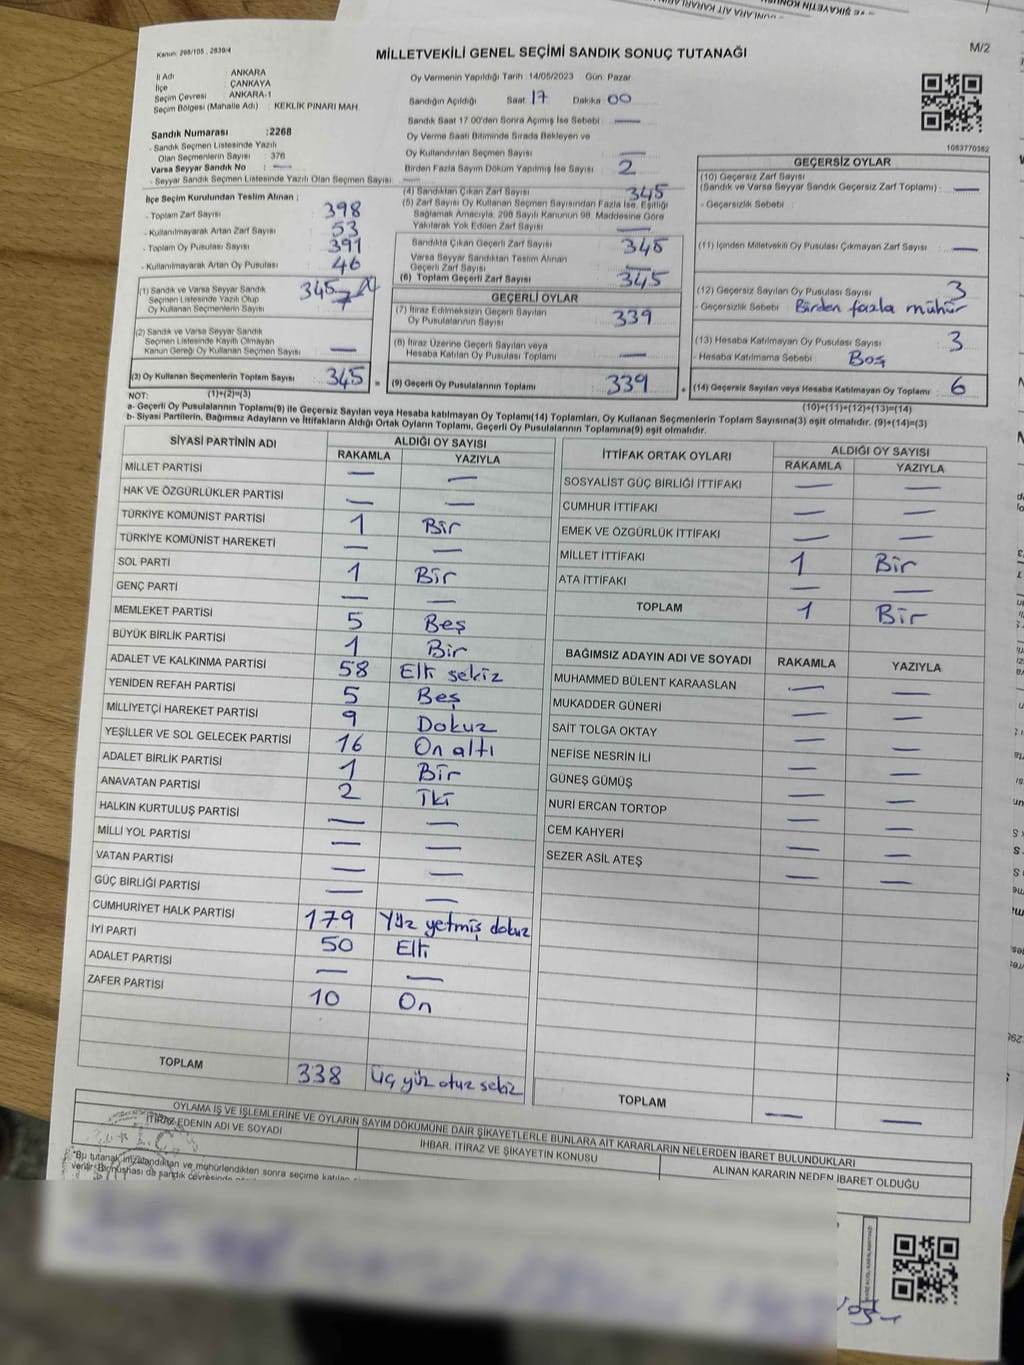 Kanun: 298/105 , 2839/4
MİLLETVEKİLİ GENEL SEÇİMİ SANDIK SONUÇ TUTANAĞI
M/2
İl Adı : ANKARA
İlçe : ÇANKAYA
Seçim Çevresi : ANKARA-1
Seçim Bölgesi (Mahalle Adı) : KEKLİK PINARI MAH.
Sandık Numarası :2268
- Sandık Seçmen Listesinde Yazılı
Olan Seçmenlerin Sayısı : 376
Varsa Seyyar Sandık No : —
- Seyyar Sandık Seçmen Listesinde Yazılı Olan Seçmen Sayısı : —
İlçe Seçim Kurulundan Teslim Alınan ;
- Toplam Zarf Sayısı : 398
- Kullanılmayarak Artan Zarf Sayısı : 53
- Toplam Oy Pusulası Sayısı : 391
- Kullanılmayarak Artan Oy Pusulası : 46
(1) Sandık ve Varsa Seyyar Sandık
Seçmen Listesinde Yazılı Olup
Oy Kullanan Seçmenlerin Sayısı : 345
(2) Sandık ve Varsa Seyyar Sandık
Seçmen Listesinde Kayıtlı Olmayan
Kanun Gereği Oy Kullanan Seçmen Sayısı : —
(3) Oy Kullanan Seçmenlerin Toplam Sayısı : 345
(1)+(2)=(3)
Oy Vermenin Yapıldığı Tarih : 14/05/2023 Gün: Pazar
Sandığın Açıldığı Saat : 17 Dakika : 00
Sandık Saat 17.00'den Sonra Açılmış İse Sebebi : —
Oy Verme Saati Bitiminde Sırada Bekleyen ve
Oy Kullandırılan Seçmen Sayısı : —
Birden Fazla Sayım Döküm Yapılmış İse Sayısı : 2
(4) Sandıktan Çıkan Zarf Sayısı : 345
(5) Zarf Sayısı Oy Kullanan Seçmen Sayısından Fazla İse, Eşitliği
Sağlamak Amacıyla, 298 Sayılı Kanunun 98. Maddesine Göre
Yakılarak Yok Edilen Zarf Sayısı : —
Sandıkta Çıkan Geçerli Zarf Sayısı : 345
Varsa Seyyar Sandıktan Teslim Alınan
Geçerli Zarf Sayısı : —
(6) Toplam Geçerli Zarf Sayısı : 345
GEÇERLİ OYLAR
(7) İtiraz Edilmeksizin Geçerli Sayılan
Oy Pusulalarının Sayısı : 339
(8) İtiraz Üzerine Geçerli Sayılan veya
Hesaba Katılan Oy Pusulası Toplamı : —
(9) Geçerli Oy Pusulalarının Toplamı : 339
1083770382
GEÇERSİZ OYLAR
(10) Geçersiz Zarf Sayısı
(Sandık ve Varsa Seyyar Sandık Geçersiz Zarf Toplamı) : —
- Geçersizlik Sebebi :
(11) İçinden Milletvekili Oy Pusulası Çıkmayan Zarf Sayısı : —
(12) Geçersiz Sayılan Oy Pusulası Sayısı : 3
- Geçersizlik Sebebi : Birden fazla mühür
(13) Hesaba Katılmayan Oy Pusulası Sayısı : 3
- Hesaba Katılmama Sebebi : Boş
(14) Geçersiz Sayılan veya Hesaba Katılmayan Oy Toplamı : 6
(10)+(11)+(12)+(13)=(14)
NOT:
a- Geçerli Oy Pusulalarının Toplamı(9) ile Geçersiz Sayılan veya Hesaba katılmayan Oy Toplamı(14) Toplamları, Oy Kullanan Seçmenlerin Toplam Sayısına(3) eşit olmalıdır. (9)+(14)=(3)
b- Siyasi Partilerin, Bağımsız Adayların ve İttifakların Aldığı Ortak Oyların Toplamı, Geçerli Oy Pusulalarının Toplamına(9) eşit olmalıdır.
SİYASİ PARTİNİN ADI ALDIĞI OY SAYISI
RAKAMLA YAZIYLA
MİLLET PARTİSİ — —
HAK VE ÖZGÜRLÜKLER PARTİSİ — —
TÜRKİYE KOMÜNİST PARTİSİ 1 Bir
TÜRKİYE KOMÜNİST HAREKETİ — —
SOL PARTİ 1 Bir
GENÇ PARTİ — —
MEMLEKET PARTİSİ 5 Beş
BÜYÜK BİRLİK PARTİSİ 1 Bir
ADALET VE KALKINMA PARTİSİ 58 Elli sekiz
YENİDEN REFAH PARTİSİ 5 Beş
MİLLİYETÇİ HAREKET PARTİSİ 9 Dokuz
YEŞİLLER VE SOL GELECEK PARTİSİ 16 On altı
ADALET BİRLİK PARTİSİ 1 Bir
ANAVATAN PARTİSİ 2 İki
HALKIN KURTULUŞ PARTİSİ — —
MİLLİ YOL PARTİSİ — —
VATAN PARTİSİ — —
GÜÇ BİRLİĞİ PARTİSİ — —
CUMHURİYET HALK PARTİSİ 179 Yüz yetmiş dokuz
İYİ PARTİ 50 Elli
ADALET PARTİSİ — —
ZAFER PARTİSİ 10 On
TOPLAM 338 Üç yüz otuz sekiz
İTTİFAK ORTAK OYLARI ALDIĞI OY SAYISI
RAKAMLA YAZIYLA
SOSYALİST GÜÇ BİRLİĞİ İTTİFAKI — —
CUMHUR İTTİFAKI — —
EMEK VE ÖZGÜRLÜK İTTİFAKI — —
MİLLET İTTİFAKI 1 Bir
ATA İTTİFAKI — —
TOPLAM 1 Bir
BAĞIMSIZ ADAYIN ADI VE SOYADI RAKAMLA YAZIYLA
MUHAMMED BÜLENT KARAASLAN — —
MUKADDER GÜNERİ — —
SAİT TOLGA OKTAY — —
NEFİSE NESRİN İLİ — —
GÜNEŞ GÜMÜŞ — —
NURİ ERCAN TORTOP — —
CEM KAHYERİ — —
SEZER ASİL ATEŞ — —
TOPLAM — —
OYLAMA İŞ VE İŞLEMLERİNE VE OYLARIN SAYIM DÖKÜMÜNE DAİR ŞİKAYETLERLE BUNLARA AİT KARARLARIN NELERDEN İBARET BULUNDUKLARI
İTİRAZ EDENİN ADI VE SOYADI
İHBAR, İTİRAZ VE ŞİKAYETİN KONUSU
ALINAN KARARIN NEDEN İBARET OLDUĞU
"Bu tutanak imzalandıktan ve mühürlendikten sonra seçime katılan